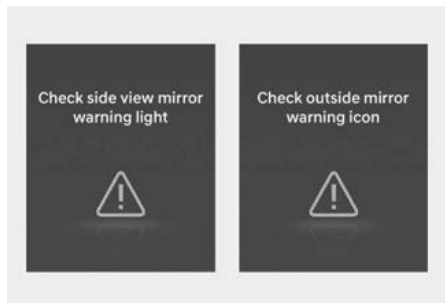 Check side view mirror
warning light
Check outside mirror
warning icon